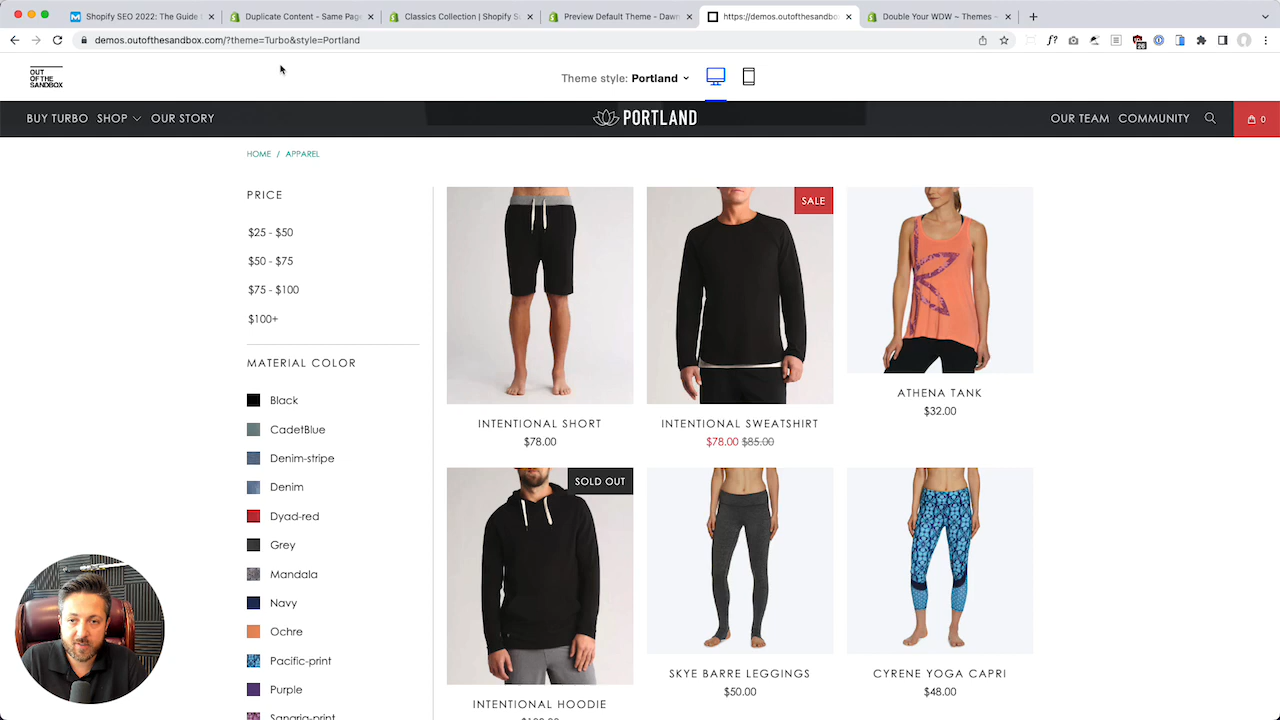 Shopify SEO 2022: The Guide
Duplicate Content - Same Page
Classics Collection | Shopify S
Preview Default Theme – Dawn
https://demos.outofthesandbo
Double Your WDW ~ Themes –
demos.outofthesandbox.com/?theme=Turbo&style=Portland
OUT
OF THE
SANDBOX
Theme style: Portland
BUY TURBO SHOP OUR STORY
PORTLAND
OUR TEAM COMMUNITY
0
HOME / APPAREL
PRICE
$25 - $50
$50 - $75
$75 - $100
$100+
MATERIAL COLOR
Black
CadetBlue
Denim-stripe
Denim
Dyad-red
Grey
Mandala
Navy
Ochre
Pacific-print
Purple
Sangria-print
INTENTIONAL SHORT
$78.00
SALE
INTENTIONAL SWEATSHIRT
$78.00 $85.00
ATHENA TANK
$32.00
SOLD OUT
INTENTIONAL HOODIE
SKYE BARRE LEGGINGS
$50.00
CYRENE YOGA CAPRI
$48.00